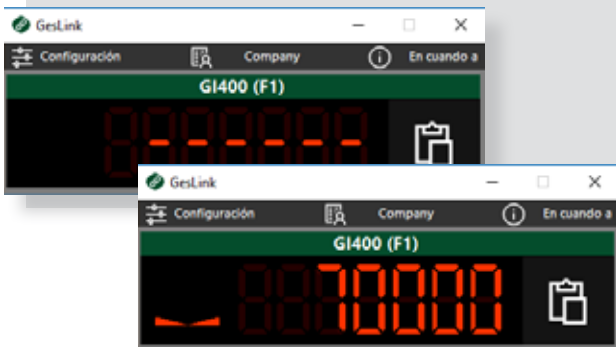 GesLink
Configuración Company En cuando a
GI400 (F1)
------
GesLink
Configuración Company En cuando a
GI400 (F1)
70000